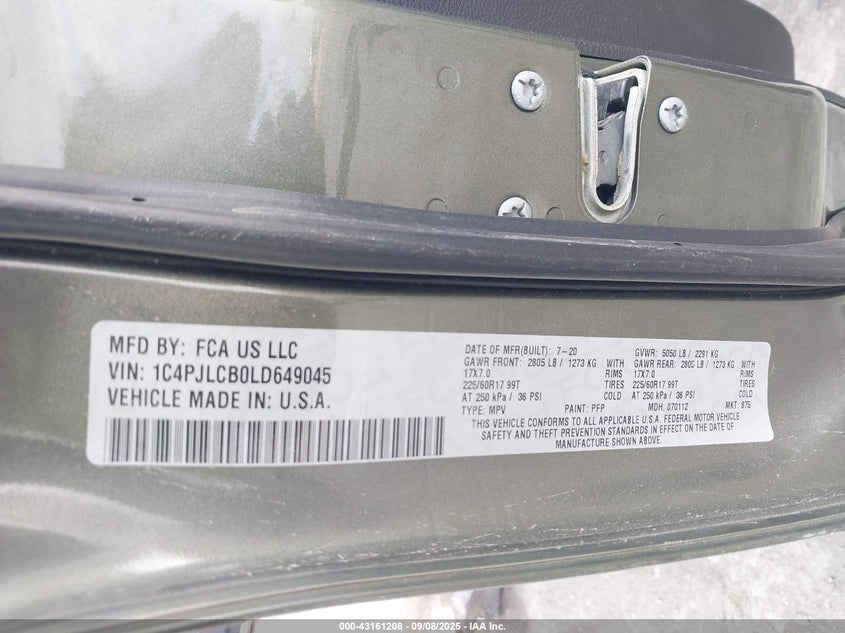 MFD BY: FCA US LLC
VIN: 1C4PJLCB0LD649045
VEHICLE MADE IN: U.S.A.
DATE OF MFR(BUILT): 7-20 GVWR: 5050 LB / 2291 KG
GAWR FRONT: 2805 LB / 1273 KG WITH GAWR REAR: 2805 LB / 1273 KG WITH
17X7.0 RIMS 17X7.0 RIMS
225/60R17 99T TIRES 225/60R17 99T TIRES
AT 250 kPa / 36 PSI COLD AT 250 kPa / 36 PSI COLD
TYPE: MPV PAINT: PFP MDH: 070112 MKT: 875
THIS VEHICLE CONFORMS TO ALL APPLICABLE U.S.A. FEDERAL MOTOR VEHICLE
SAFETY AND THEFT PREVENTION STANDARDS IN EFFECT ON THE DATE OF
MANUFACTURE SHOWN ABOVE.
000-43161208 - 09/08/2025 - IAA Inc.